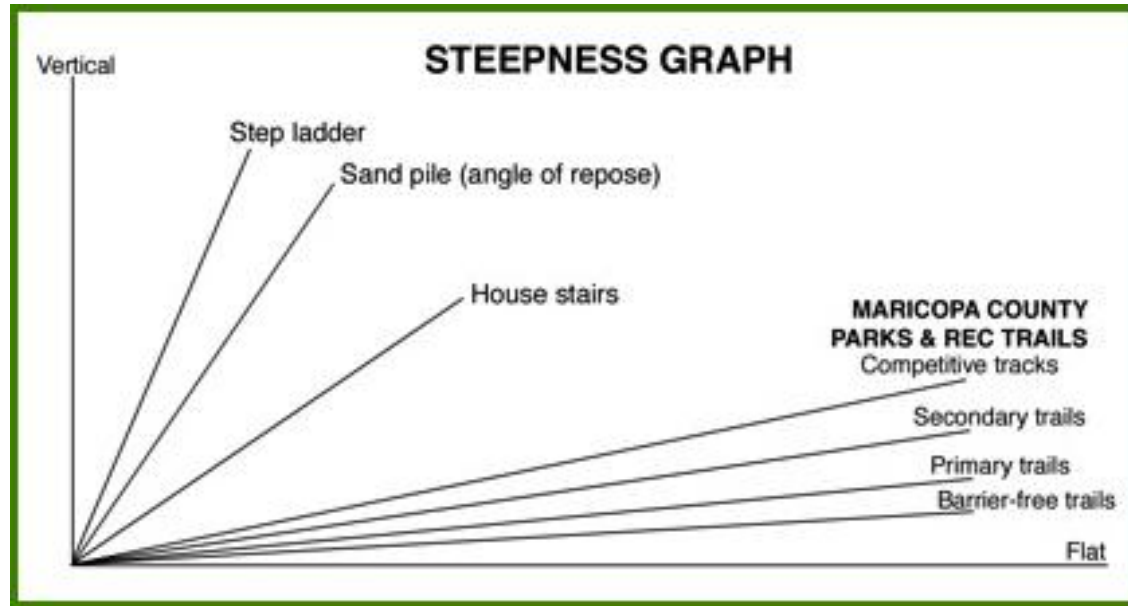 STEEPNESS GRAPH
Vertical
Step ladder
Sand pile (angle of repose)
House stairs
MARICOPA COUNTY
PARKS & REC TRAILS
Competitive tracks
Secondary trails
Primary trails
Barrier-free trails
Flat